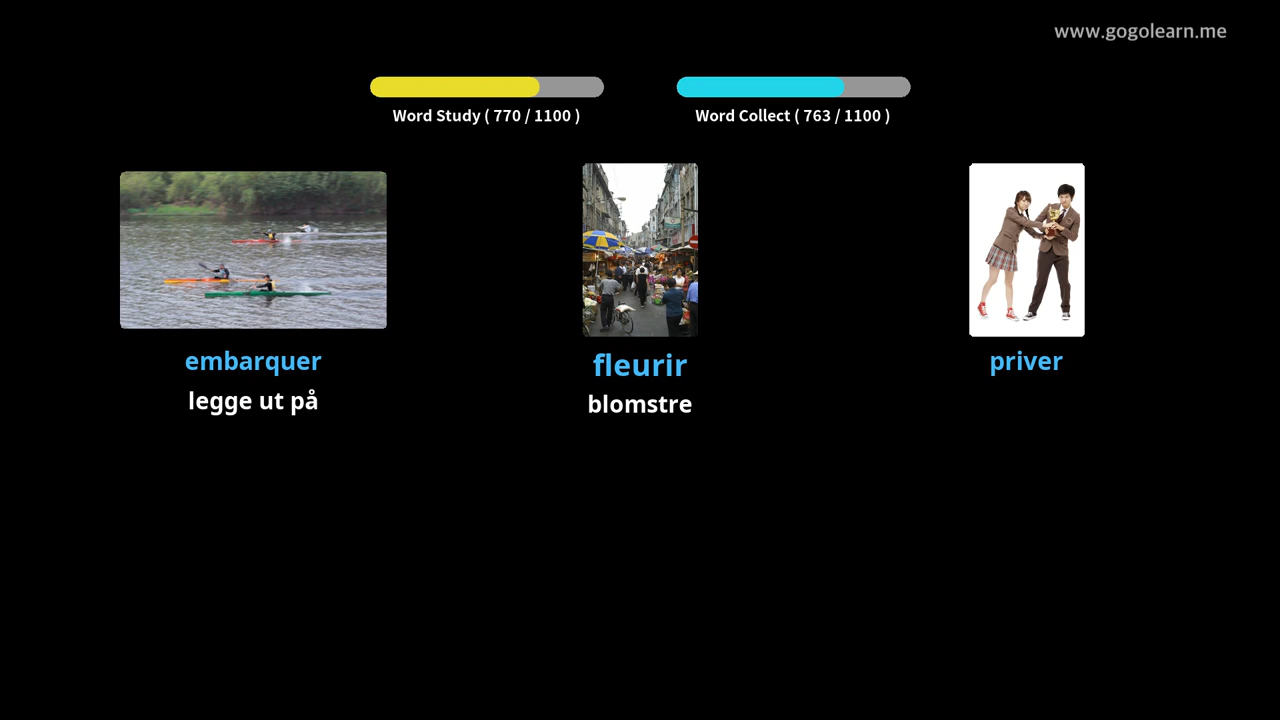 www.gogolearn.me
Word Study ( 770 / 1100 )
Word Collect ( 763 / 1100 )
embarquer
legge ut på
fleurir
blomstre
priver